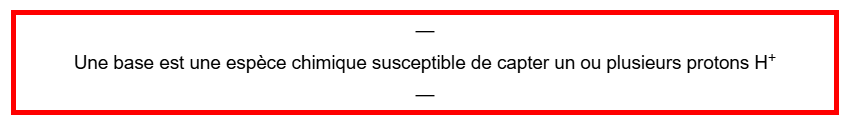 —
Une base est une espèce chimique susceptible de capter un ou plusieurs protons H⁺
—